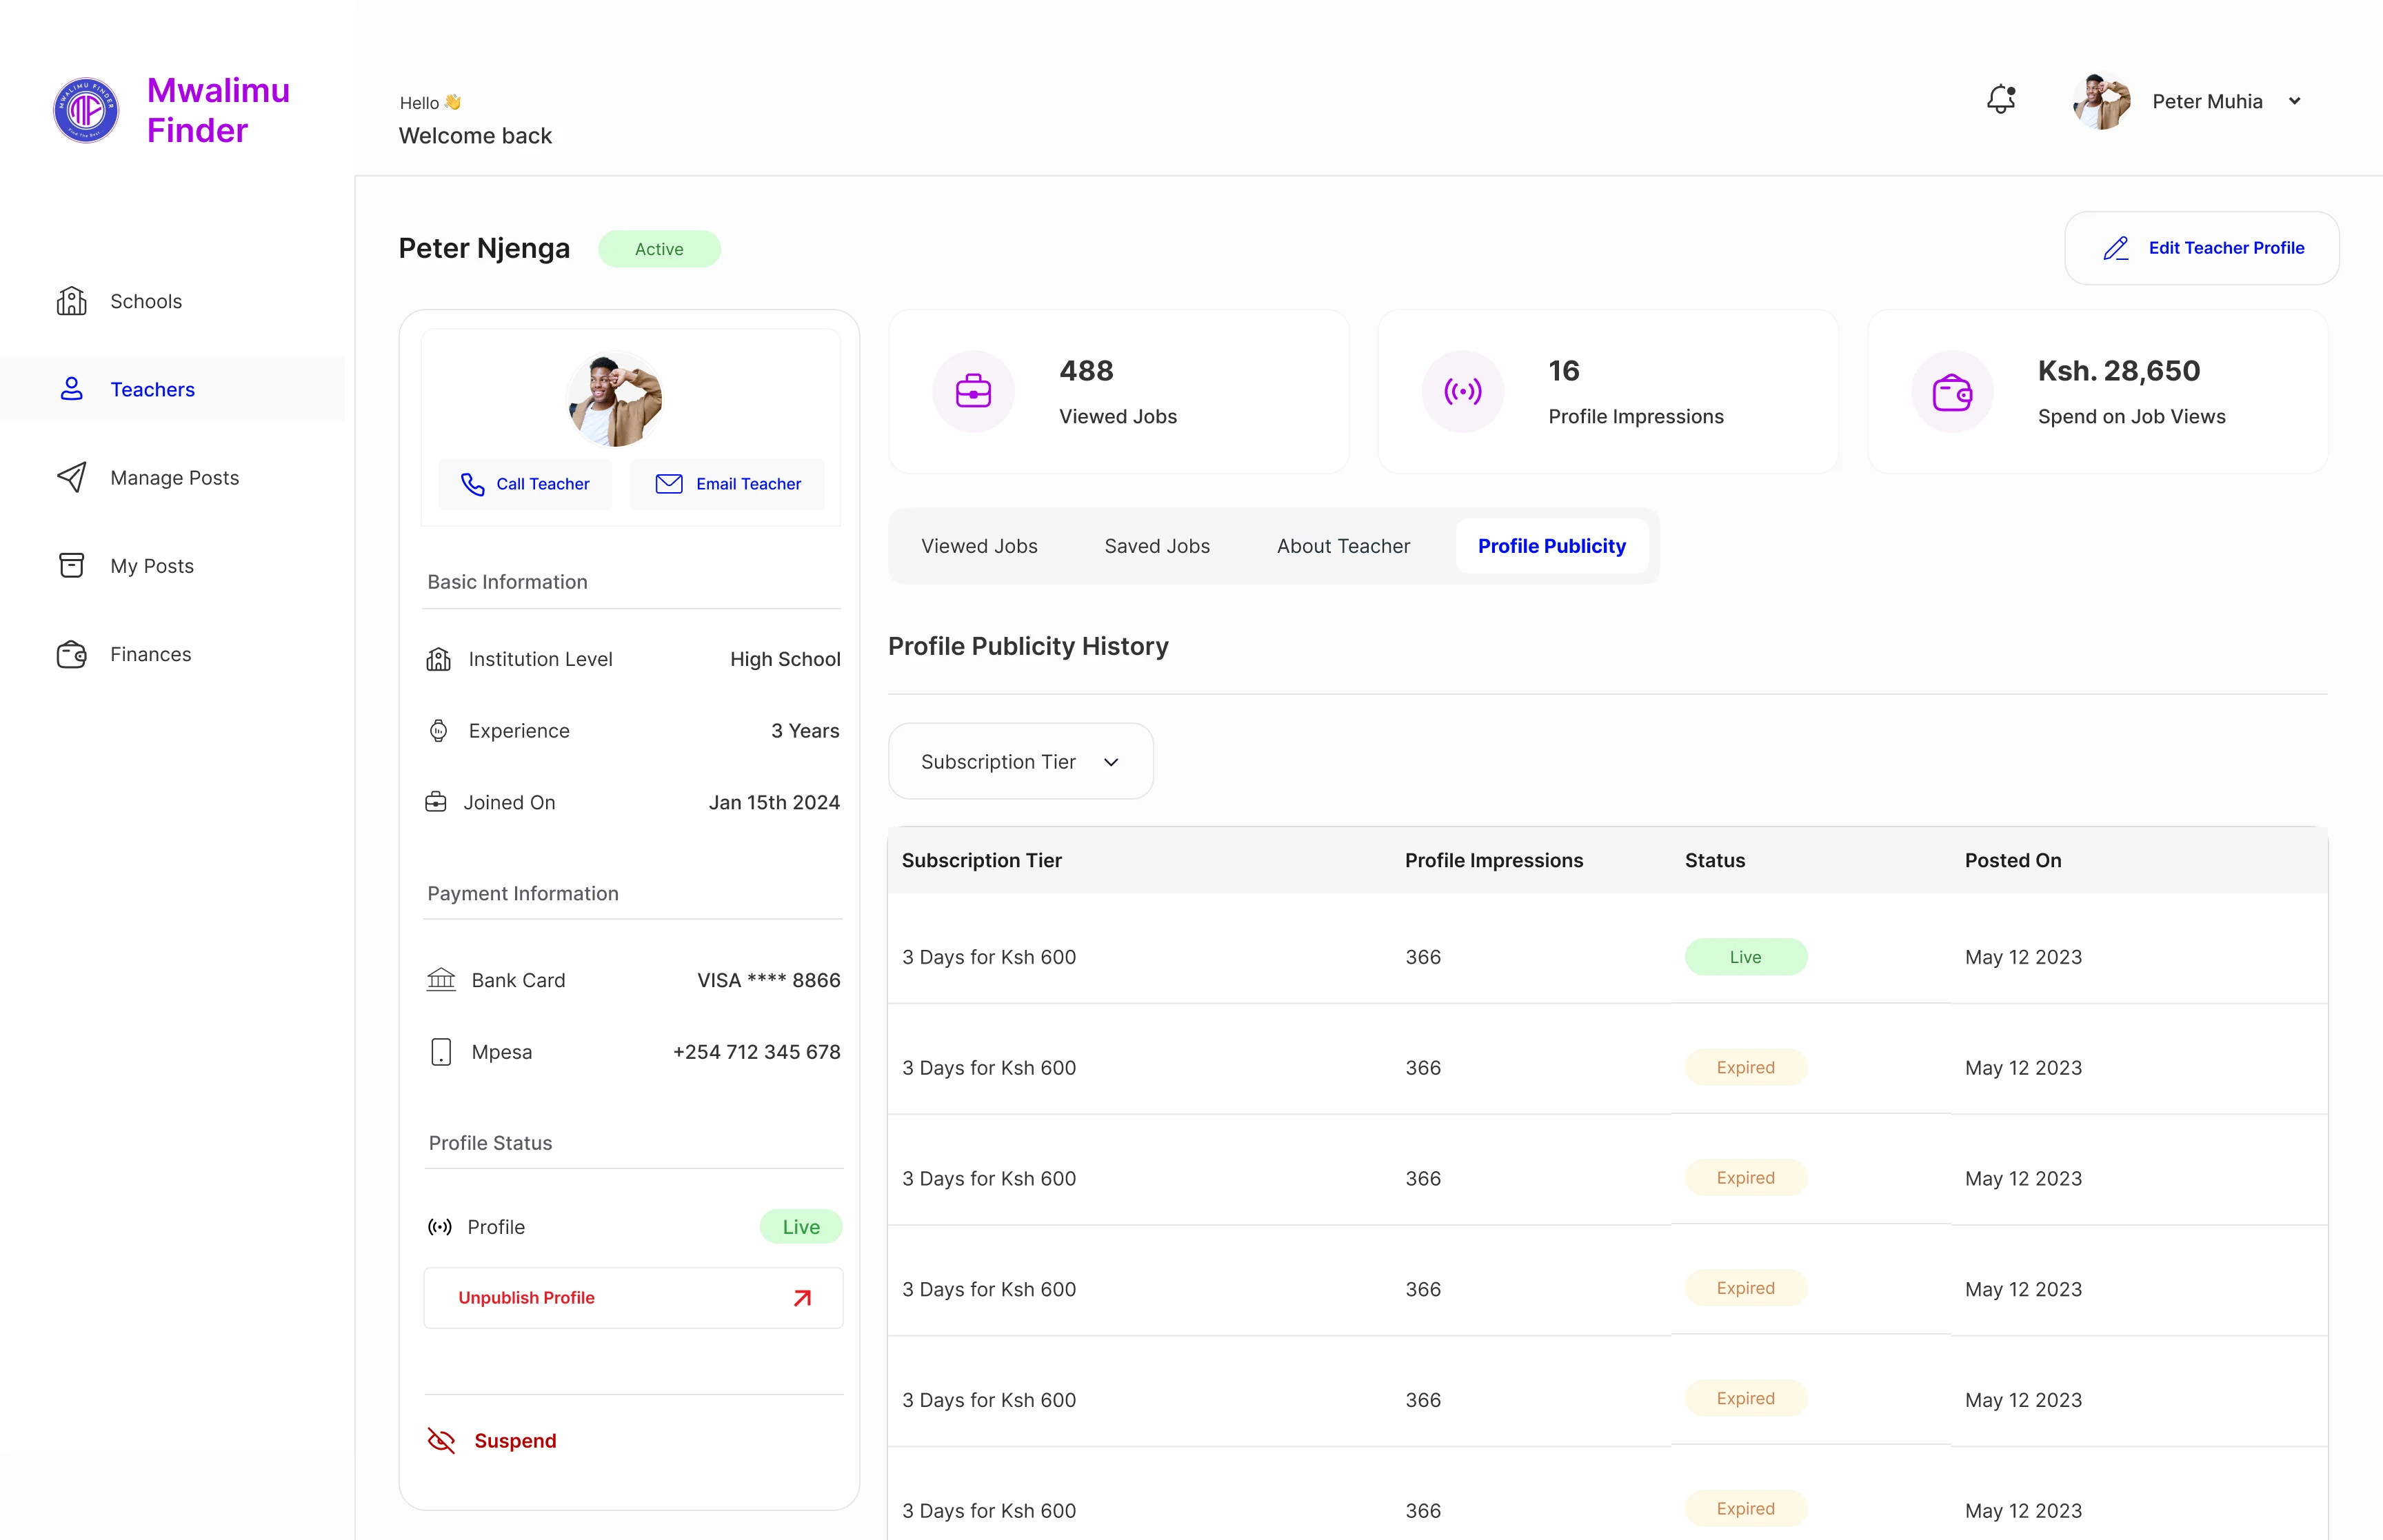 MWALIMU FINDER
Find the Best
Mwalimu
Finder
Hello 👋
Welcome back
Peter Muhia
Schools
Teachers
Manage Posts
My Posts
Finances
Peter Njenga
Active
Edit Teacher Profile
Call Teacher
Email Teacher
Basic Information
Institution Level High School
Experience 3 Years
Joined On Jan 15th 2024
Payment Information
Bank Card VISA **** 8866
Mpesa +254 712 345 678
Profile Status
Profile Live
Unpublish Profile
Suspend
488
Viewed Jobs
16
Profile Impressions
Ksh. 28,650
Spend on Job Views
Viewed Jobs Saved Jobs About Teacher Profile Publicity
Profile Publicity History
Subscription Tier
Subscription Tier Profile Impressions Status Posted On
3 Days for Ksh 600 366 Live May 12 2023
3 Days for Ksh 600 366 Expired May 12 2023
3 Days for Ksh 600 366 Expired May 12 2023
3 Days for Ksh 600 366 Expired May 12 2023
3 Days for Ksh 600 366 Expired May 12 2023
3 Days for Ksh 600 366 Expired May 12 2023